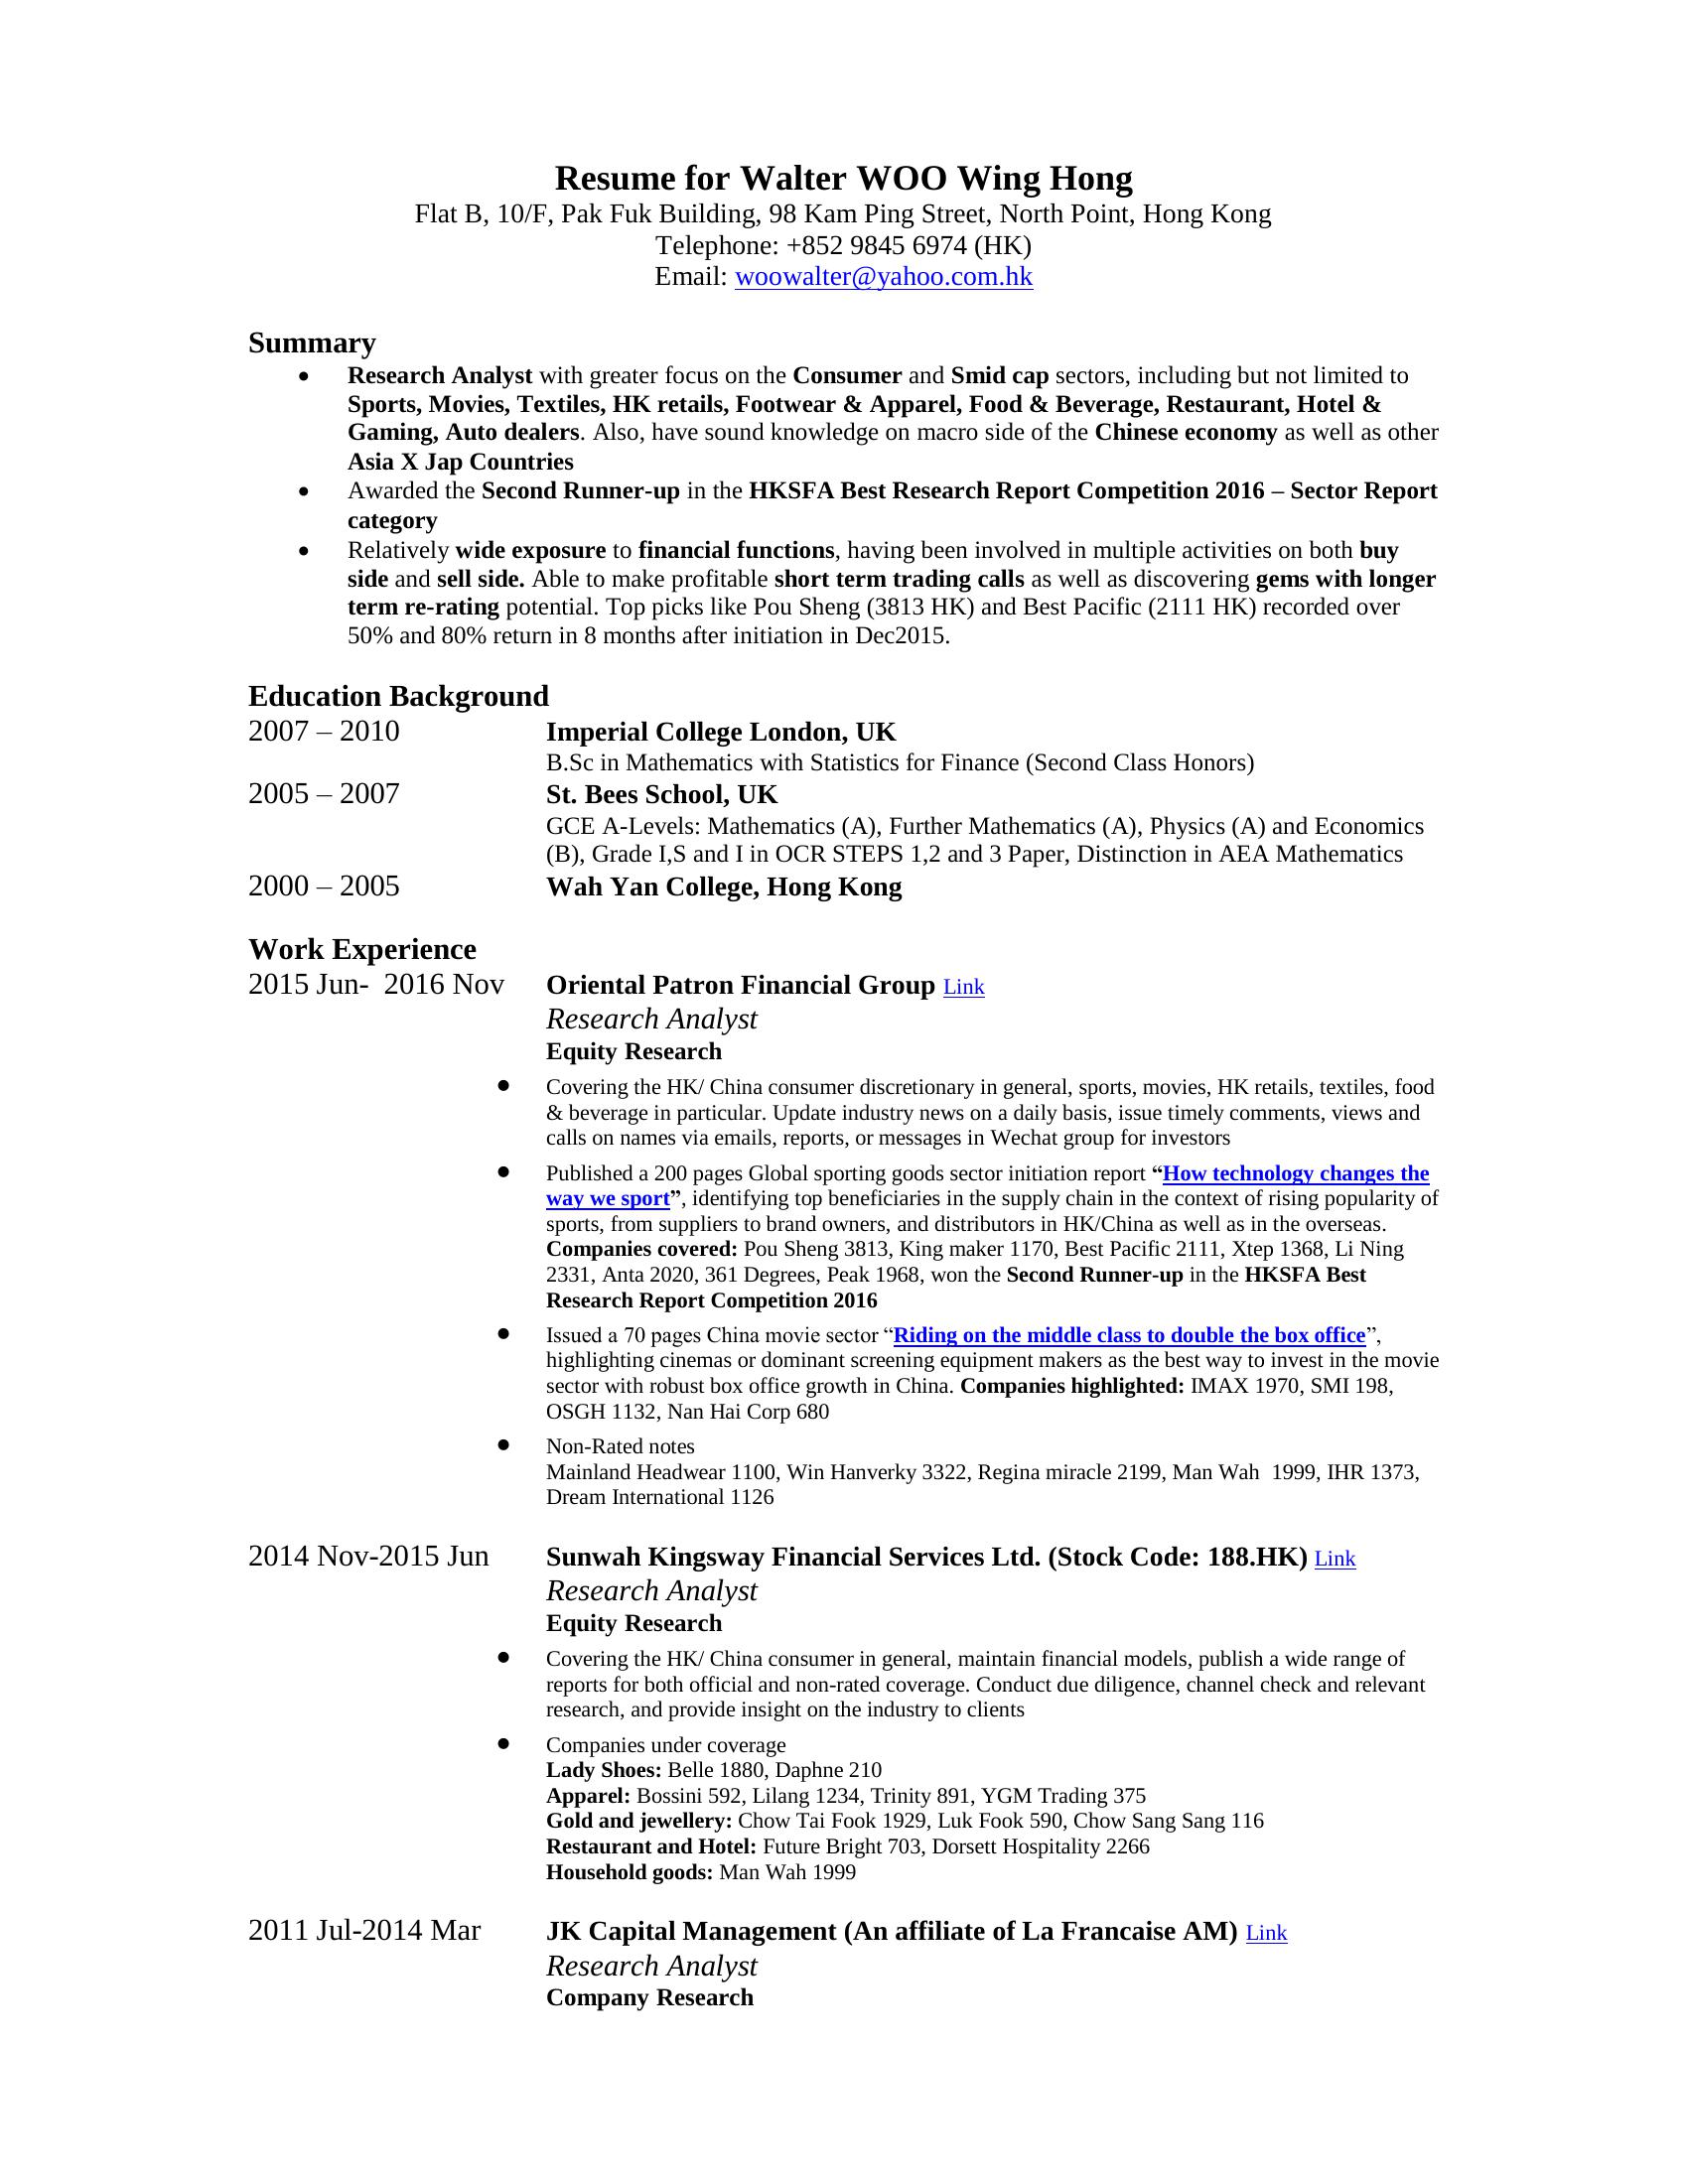 Resume for Walter WOO Wing Hong
Flat B, 10/F, Pak Fuk Building, 98 Kam Ping Street, North Point, Hong Kong
Telephone: +852 9845 6974 (HK)
Email: woowalter@yahoo.com.hk
Summary
• Research Analyst with greater focus on the Consumer and Smid cap sectors, including but not limited to
Sports, Movies, Textiles, HK retails, Footwear & Apparel, Food & Beverage, Restaurant, Hotel &
Gaming, Auto dealers. Also, have sound knowledge on macro side of the Chinese economy as well as other
Asia X Jap Countries
• Awarded the Second Runner-up in the HKSFA Best Research Report Competition 2016 – Sector Report
category
• Relatively wide exposure to financial functions, having been involved in multiple activities on both buy
side and sell side. Able to make profitable short term trading calls as well as discovering gems with longer
term re-rating potential. Top picks like Pou Sheng (3813 HK) and Best Pacific (2111 HK) recorded over
50% and 80% return in 8 months after initiation in Dec2015.
Education Background
2007 – 2010 Imperial College London, UK
B.Sc in Mathematics with Statistics for Finance (Second Class Honors)
2005 – 2007 St. Bees School, UK
GCE A-Levels: Mathematics (A), Further Mathematics (A), Physics (A) and Economics
(B), Grade I,S and I in OCR STEPS 1,2 and 3 Paper, Distinction in AEA Mathematics
2000 – 2005 Wah Yan College, Hong Kong
Work Experience
2015 Jun-  2016 Nov Oriental Patron Financial Group Link
Research Analyst
Equity Research
• Covering the HK/ China consumer discretionary in general, sports, movies, HK retails, textiles, food
& beverage in particular. Update industry news on a daily basis, issue timely comments, views and
calls on names via emails, reports, or messages in Wechat group for investors
• Published a 200 pages Global sporting goods sector initiation report “How technology changes the
way we sport”, identifying top beneficiaries in the supply chain in the context of rising popularity of
sports, from suppliers to brand owners, and distributors in HK/China as well as in the overseas.
Companies covered: Pou Sheng 3813, King maker 1170, Best Pacific 2111, Xtep 1368, Li Ning
2331, Anta 2020, 361 Degrees, Peak 1968, won the Second Runner-up in the HKSFA Best
Research Report Competition 2016
• Issued a 70 pages China movie sector “Riding on the middle class to double the box office”,
highlighting cinemas or dominant screening equipment makers as the best way to invest in the movie
sector with robust box office growth in China. Companies highlighted: IMAX 1970, SMI 198,
OSGH 1132, Nan Hai Corp 680
• Non-Rated notes
Mainland Headwear 1100, Win Hanverky 3322, Regina miracle 2199, Man Wah  1999, IHR 1373,
Dream International 1126
2014 Nov-2015 Jun Sunwah Kingsway Financial Services Ltd. (Stock Code: 188.HK) Link
Research Analyst
Equity Research
• Covering the HK/ China consumer in general, maintain financial models, publish a wide range of
reports for both official and non-rated coverage. Conduct due diligence, channel check and relevant
research, and provide insight on the industry to clients
• Companies under coverage
Lady Shoes: Belle 1880, Daphne 210
Apparel: Bossini 592, Lilang 1234, Trinity 891, YGM Trading 375
Gold and jewellery: Chow Tai Fook 1929, Luk Fook 590, Chow Sang Sang 116
Restaurant and Hotel: Future Bright 703, Dorsett Hospitality 2266
Household goods: Man Wah 1999
2011 Jul-2014 Mar JK Capital Management (An affiliate of La Francaise AM) Link
Research Analyst
Company Research